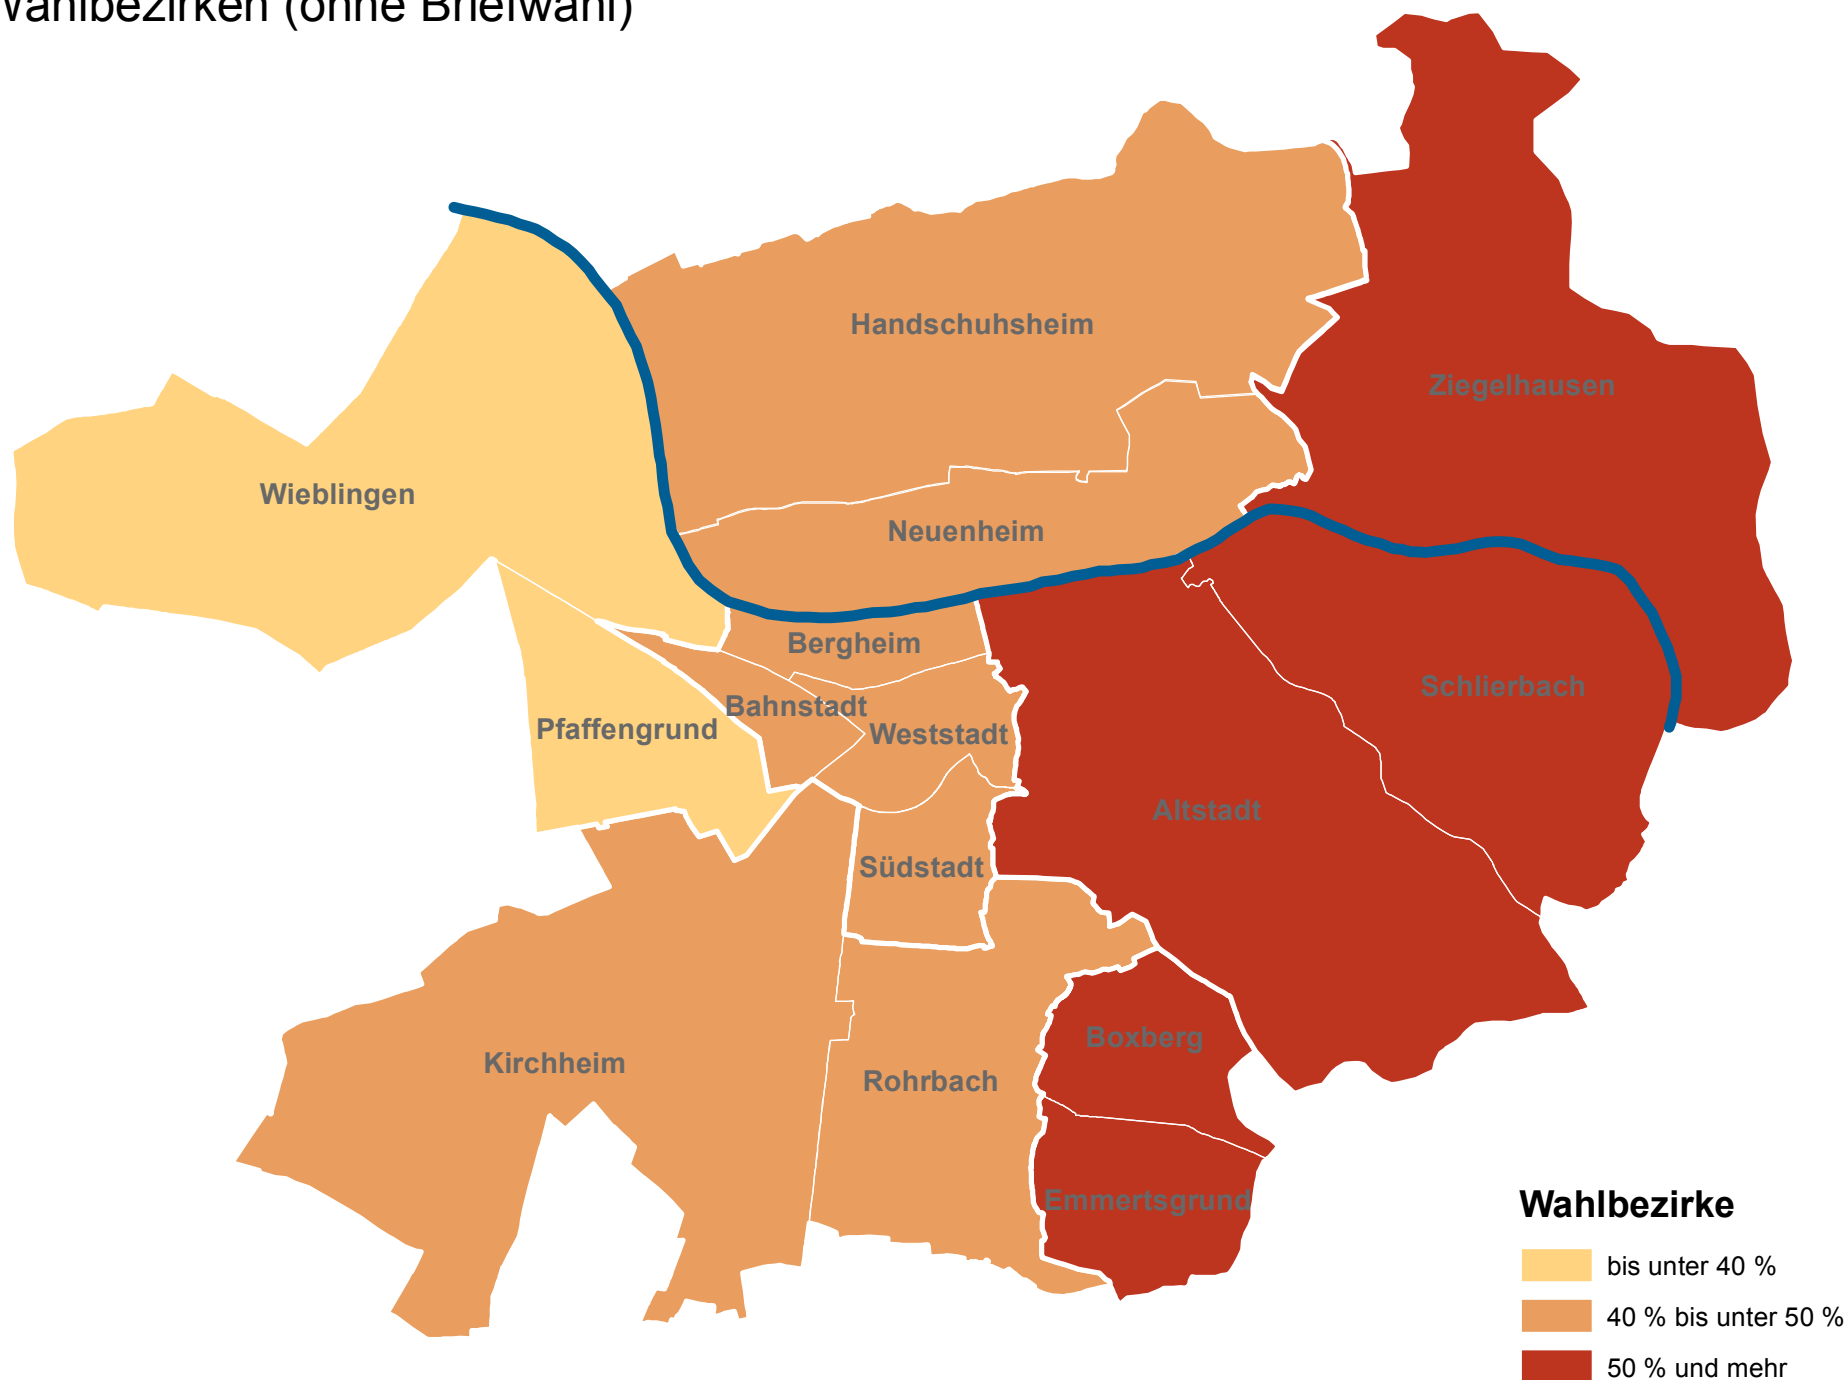 Wahlbezirken (ohne Briefwahl)
Handschuhsheim
Ziegelhausen
Wieblingen
Neuenheim
Bergheim
Schlierbach
Bahnstadt
Pfaffengrund
Weststadt
Altstadt
Südstadt
Boxberg
Kirchheim
Rohrbach
Emmertsgrund
Wahlbezirke
bis unter 40 %
40 % bis unter 50 %
50 % und mehr